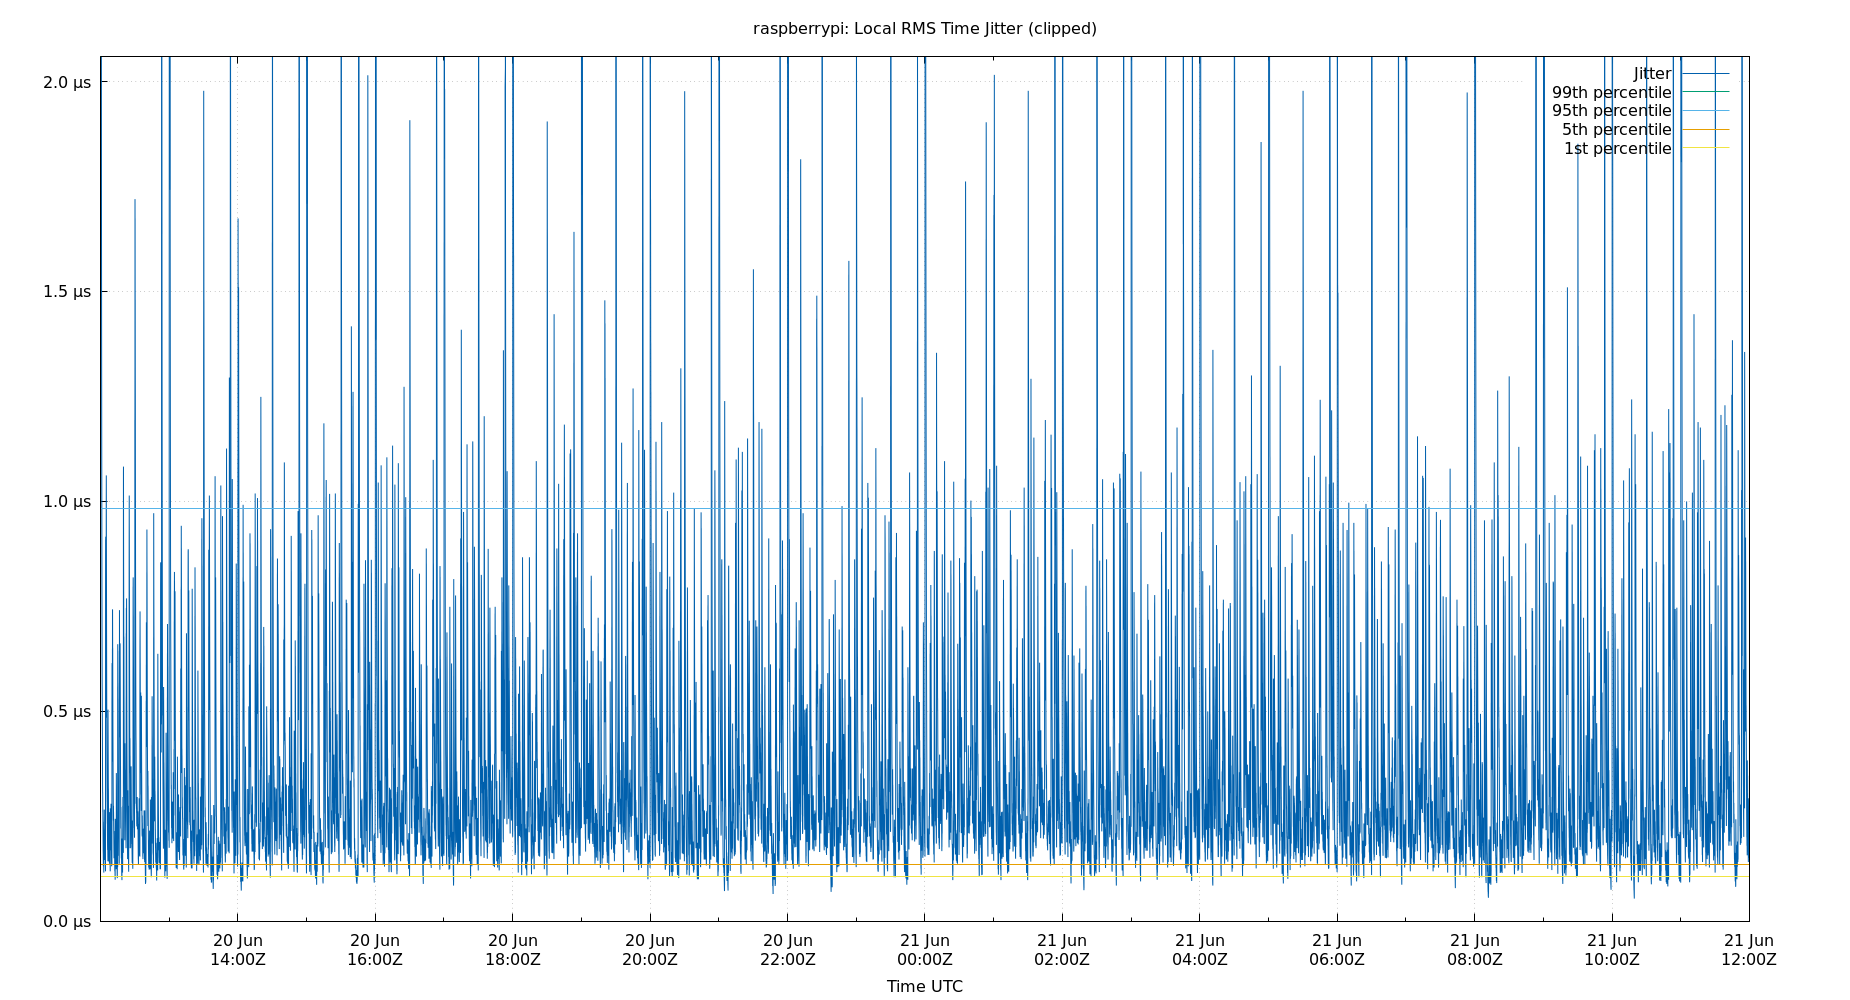 raspberrypi: Local RMS Time Jitter (clipped)
2.0 µs
1.5 µs
1.0 µs
0.5 µs
0.0 µs
Jitter
99th percentile
95th percentile
5th percentile
1st percentile
20 Jun 20 Jun 20 Jun 20 Jun 20 Jun 21 Jun 21 Jun 21 Jun 21 Jun 21 Jun 21 Jun 21 Jun
14:00Z 16:00Z 18:00Z 20:00Z 22:00Z 00:00Z 02:00Z 04:00Z 06:00Z 08:00Z 10:00Z 12:00Z
Time UTC